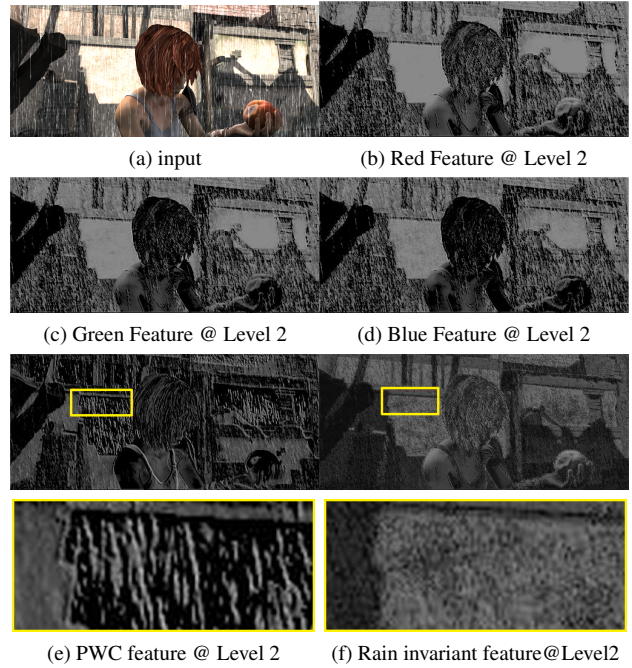 (a) input
(b) Red Feature @ Level 2
(c) Green Feature @ Level 2
(d) Blue Feature @ Level 2
(e) PWC feature @ Level 2
(f) Rain invariant feature@Level2